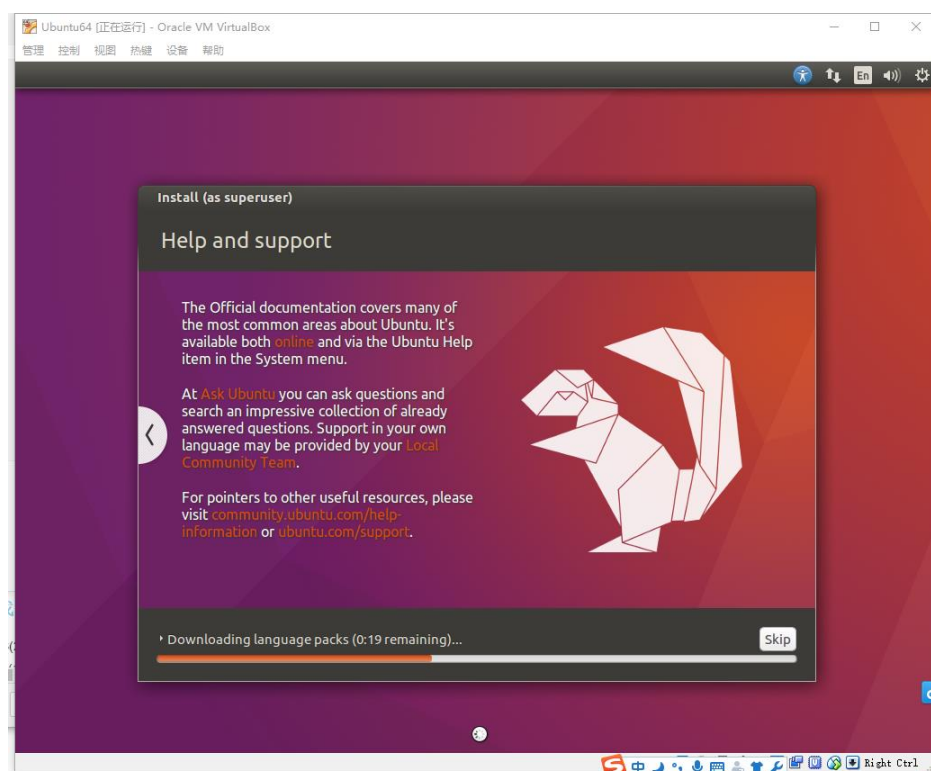 Ubuntu64 [正在运行] - Oracle VM VirtualBox
管理 控制 视图 热键 设备 帮助
En
Install (as superuser)
Help and support
The Official documentation covers many of
the most common areas about Ubuntu. It's
available both online and via the Ubuntu Help
item in the System menu.
At Ask Ubuntu you can ask questions and
search an impressive collection of already
answered questions. Support in your own
language may be provided by your Local
Community Team.
For pointers to other useful resources, please
visit community.ubuntu.com/help-
information or ubuntu.com/support.
Downloading language packs (0:19 remaining)...
Skip
中
Right Ctrl